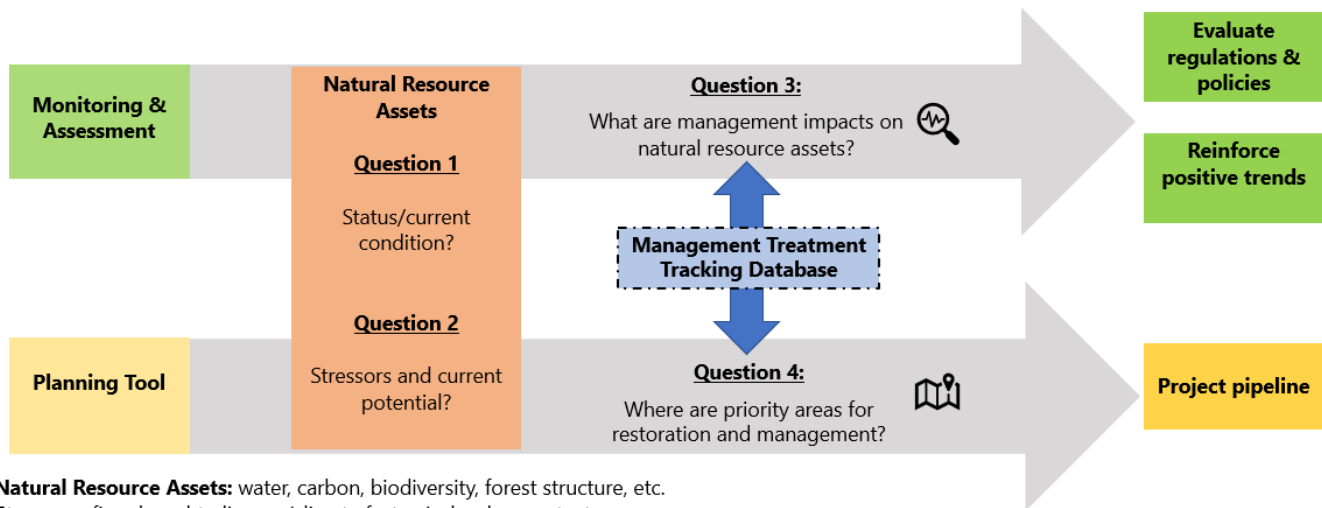 Monitoring &
Assessment
Natural Resource
Assets
Question 1
Status/current
condition?
Question 2
Stressors and current
potential?
Question 3:
What are management impacts on
natural resource assets?
Management Treatment
Tracking Database
Question 4:
Where are priority areas for
restoration and management?
Evaluate
regulations &
policies
Reinforce
positive trends
Planning Tool
Project pipeline
Natural Resource Assets: water, carbon, biodiversity, forest structure, etc.